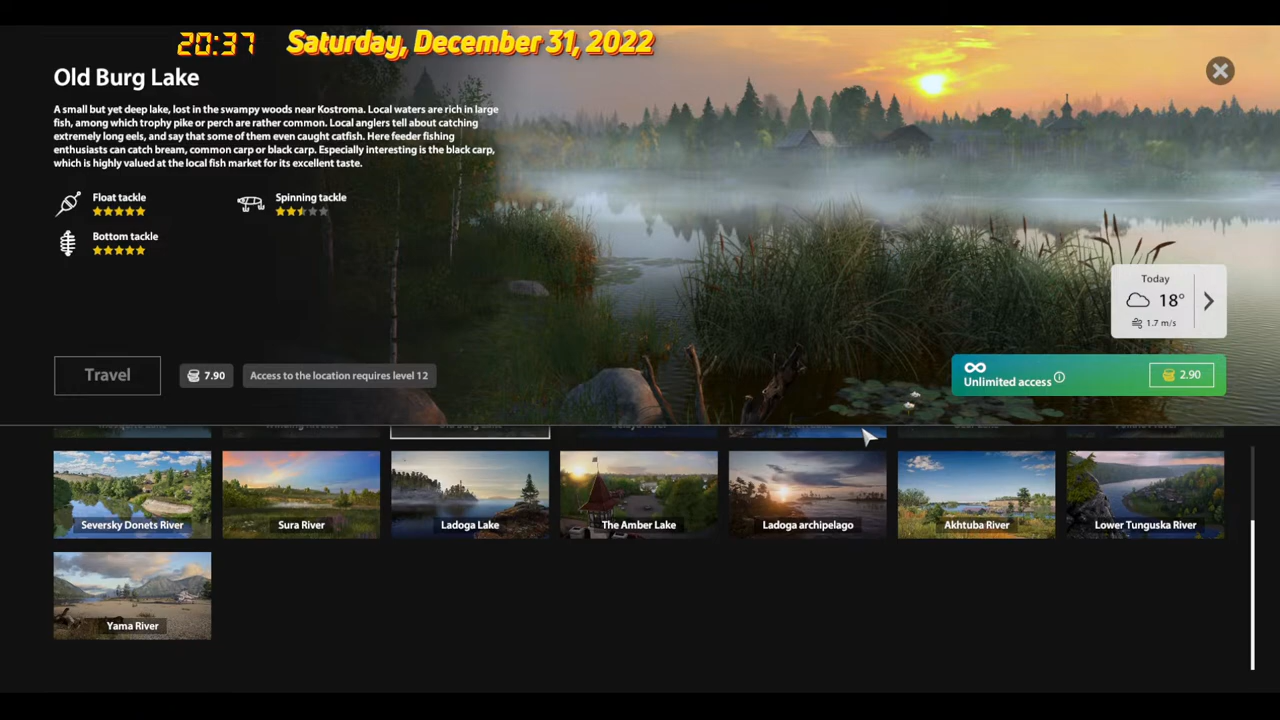 20:37 Saturday, December 31, 2022
Old Burg Lake
A small but yet deep lake, lost in the swampy woods near Kostroma. Local waters are rich in large
fish, among which trophy pike or perch are rather common. Local anglers tell about catching
extremely long eels, and say that some of them even caught catfish. Here feeder fishing
enthusiasts can catch bream, common carp or black carp. Especially interesting is the black carp,
which is highly valued at the local fish market for its excellent taste.
Float tackle
Spinning tackle
Bottom tackle
Today
18°
1.7 m/s
Travel
7.90
Access to the location requires level 12
Unlimited access
2.90
Seversky Donets River
Sura River
Ladoga Lake
The Amber Lake
Ladoga archipelago
Akhtuba River
Lower Tunguska River
Yama River